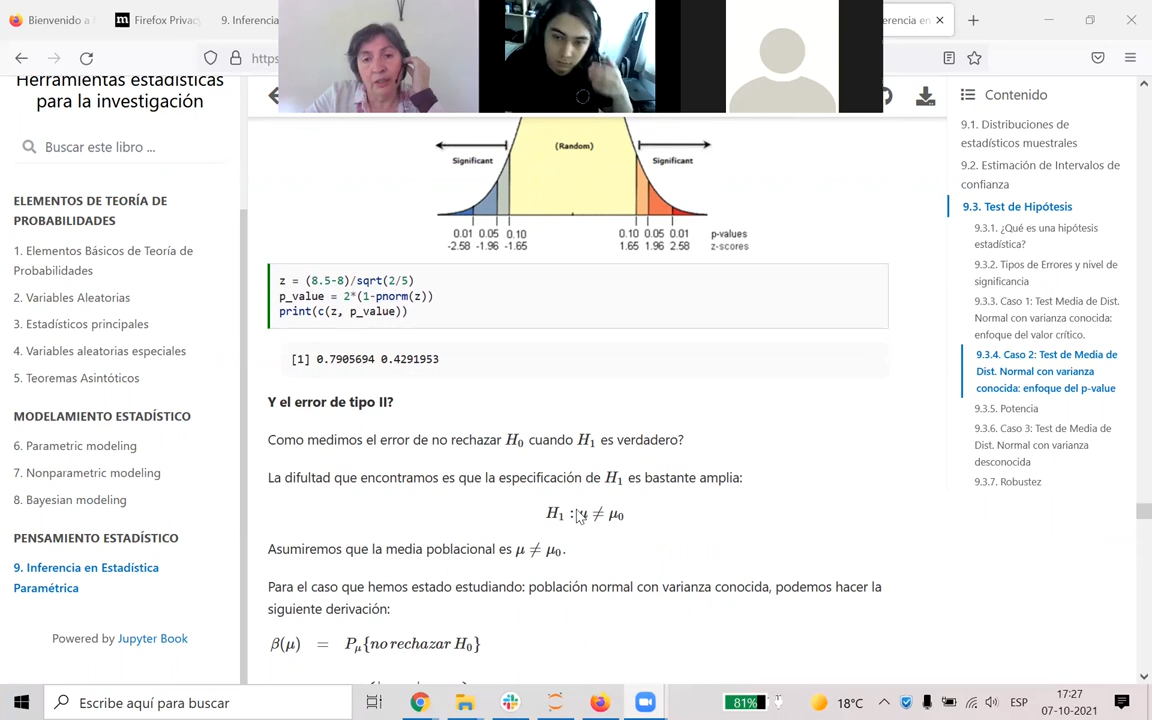 Bienvenido a
Firefox Privacy
9. Inferencia
erencia en
https
Herramientas estadísticas
para la investigación
Buscar este libro ...
ELEMENTOS DE TEORÍA DE
PROBABILIDADES
1. Elementos Básicos de Teoría de
Probabilidades
2. Variables Aleatorias
3. Estadísticos principales
4. Variables aleatorias especiales
5. Teoremas Asintóticos
MODELAMIENTO ESTADÍSTICO
6. Parametric modeling
7. Nonparametric modeling
8. Bayesian modeling
PENSAMIENTO ESTADÍSTICO
9. Inferencia en Estadística
Paramétrica
Powered by Jupyter Book
Significant
(Random)
Significant
0.01 0.05 0.10 0.10 0.05 0.01 p-values
-2.58 -1.96 -1.65 1.65 1.96 2.58 z-scores
z = (8.5-8)/sqrt(2/5)
p_value = 2*(1-pnorm(z))
print(c(z, p_value))
[1] 0.7905694 0.4291953
Y el error de tipo II?
Como medimos el error de no rechazar H₀ cuando H₁ es verdadero?
La difultad que encontramos es que la especificación de H₁ es bastante amplia:
H₁ : μ ≠ μ₀
Asumiremos que la media poblacional es μ ≠ μ₀.
Para el caso que hemos estado estudiando: población normal con varianza conocida, podemos hacer la
siguiente derivación:
β(μ) = Pμ{no rechazar H₀}
Contenido
9.1. Distribuciones de
estadísticos muestrales
9.2. Estimación de Intervalos de
confianza
9.3. Test de Hipótesis
9.3.1. ¿Qué es una hipótesis
estadística?
9.3.2. Tipos de Errores y nivel de
significancia
9.3.3. Caso 1: Test Media de Dist.
Normal con varianza conocida:
enfoque del valor crítico.
9.3.4. Caso 2: Test de Media de
Dist. Normal con varianza
conocida: enfoque del p-value
9.3.5. Potencia
9.3.6. Caso 3: Test de Media de
Dist. Normal con varianza
desconocida
9.3.7. Robustez
Escribe aquí para buscar
81%
18°C
ESP
17:27
07-10-2021